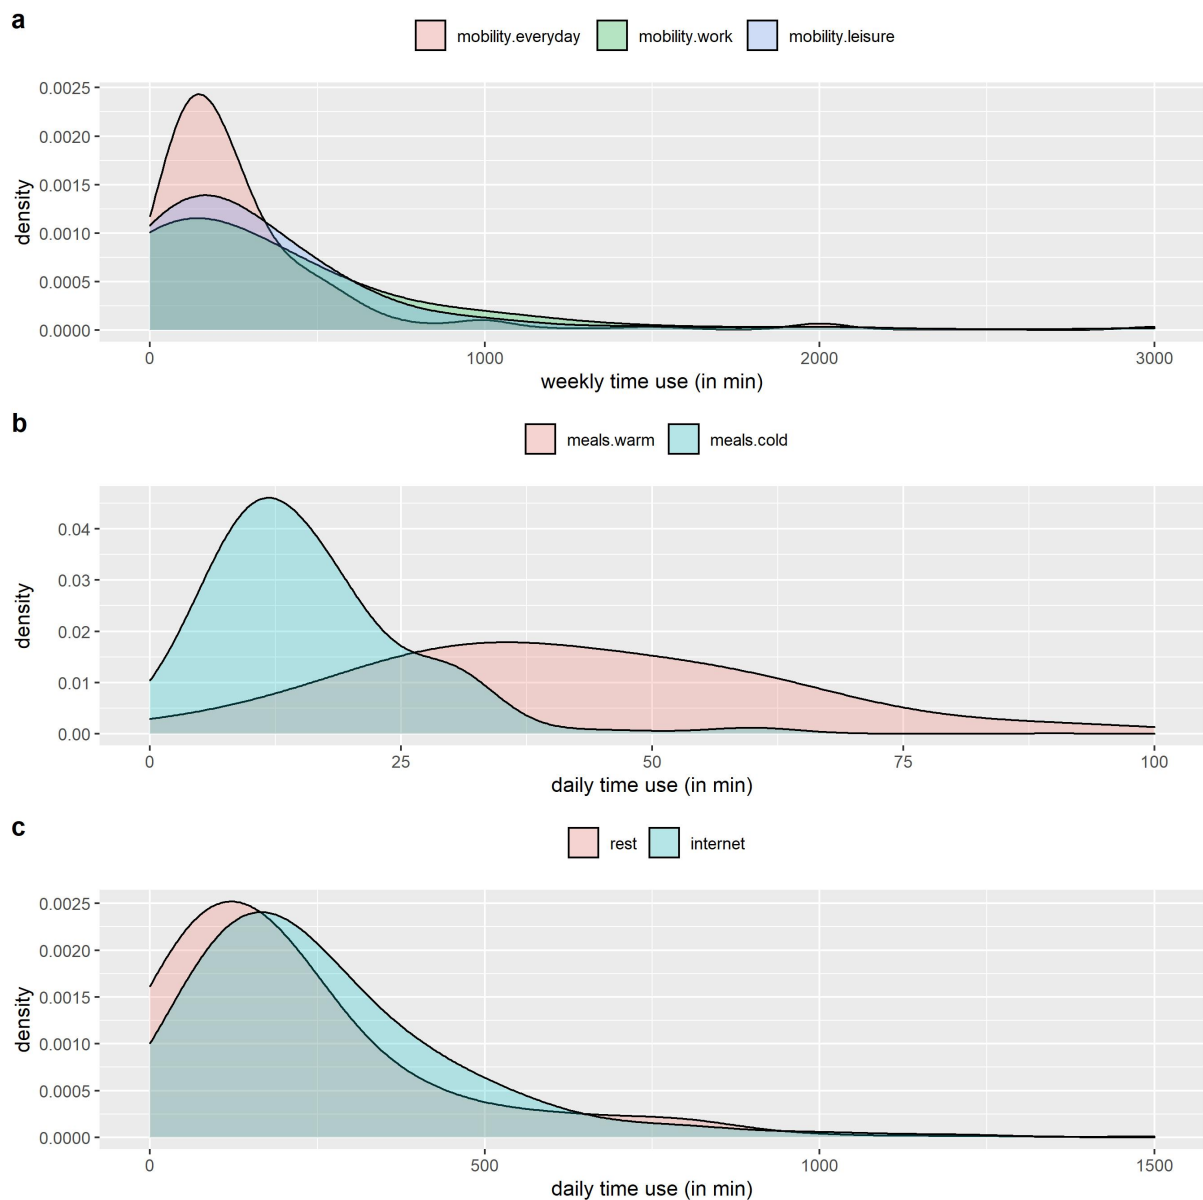 a
mobility.everyday mobility.work mobility.leisure
density
0.0025
0.0020
0.0015
0.0010
0.0005
0.0000
0 1000 2000 3000
weekly time use (in min)
b
meals.warm meals.cold
density
0.04
0.03
0.02
0.01
0.00
0 25 50 75 100
daily time use (in min)
c
rest internet
density
0.0025
0.0020
0.0015
0.0010
0.0005
0.0000
0 500 1000 1500
daily time use (in min)